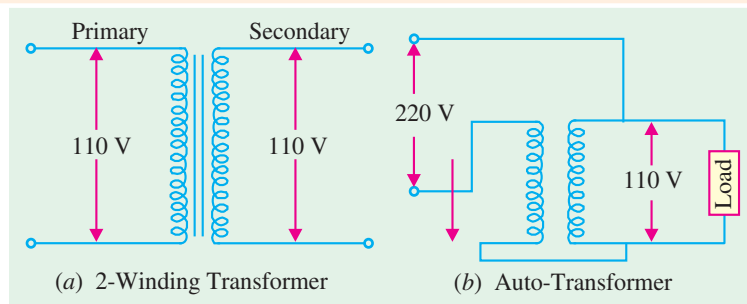 Primary
Secondary
110 V
110 V
(a) 2-Winding Transformer
220 V
110 V
Load
(b) Auto-Transformer